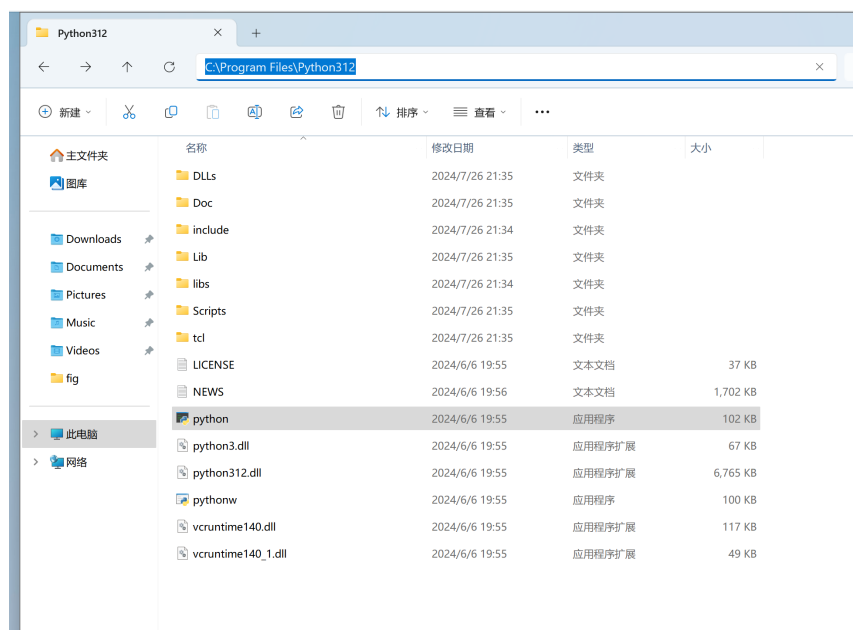 Python312
C:\Program Files\Python312
新建
排序
查看
名称 修改日期 类型 大小
主文件夹
图库
Downloads
Documents
Pictures
Music
Videos
fig
此电脑
网络
DLLs 2024/7/26 21:35 文件夹
Doc 2024/7/26 21:35 文件夹
include 2024/7/26 21:34 文件夹
Lib 2024/7/26 21:35 文件夹
libs 2024/7/26 21:34 文件夹
Scripts 2024/7/26 21:35 文件夹
tcl 2024/7/26 21:35 文件夹
LICENSE 2024/6/6 19:55 文本文档 37 KB
NEWS 2024/6/6 19:56 文本文档 1,702 KB
python 2024/6/6 19:55 应用程序 102 KB
python3.dll 2024/6/6 19:55 应用程序扩展 67 KB
python312.dll 2024/6/6 19:55 应用程序扩展 6,765 KB
pythonw 2024/6/6 19:55 应用程序 100 KB
vcruntime140.dll 2024/6/6 19:55 应用程序扩展 117 KB
vcruntime140_1.dll 2024/6/6 19:55 应用程序扩展 49 KB